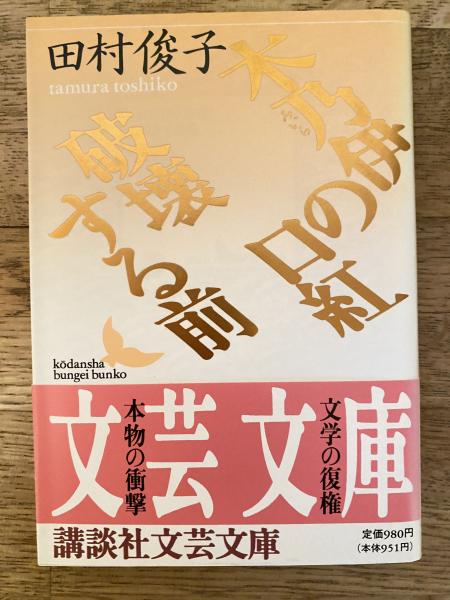 田村俊子
tamura toshiko
木乃伊の口紅
破壊する前
kōdansha
bungei bunko
文芸文庫
文学の復権
本物の衝撃
講談社文芸文庫
定価980円
(本体951円)